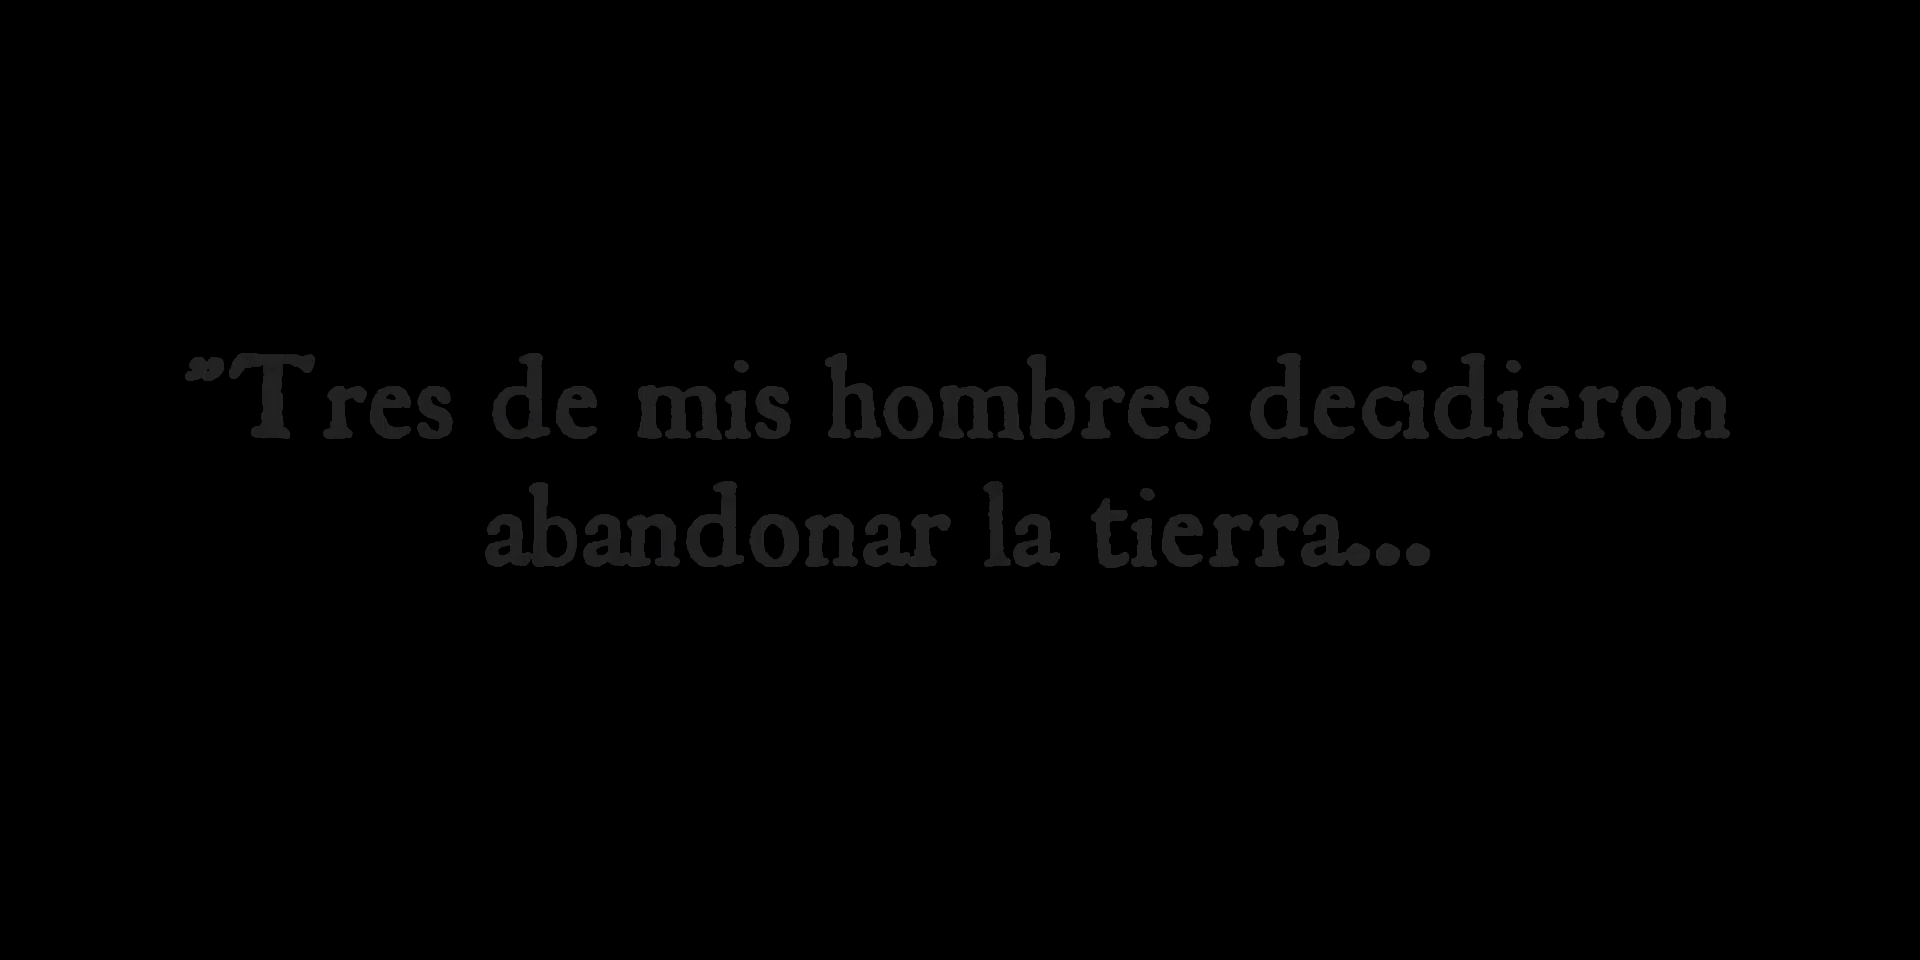 ”Tres de mis hombres decidieron
abandonar la tierra...